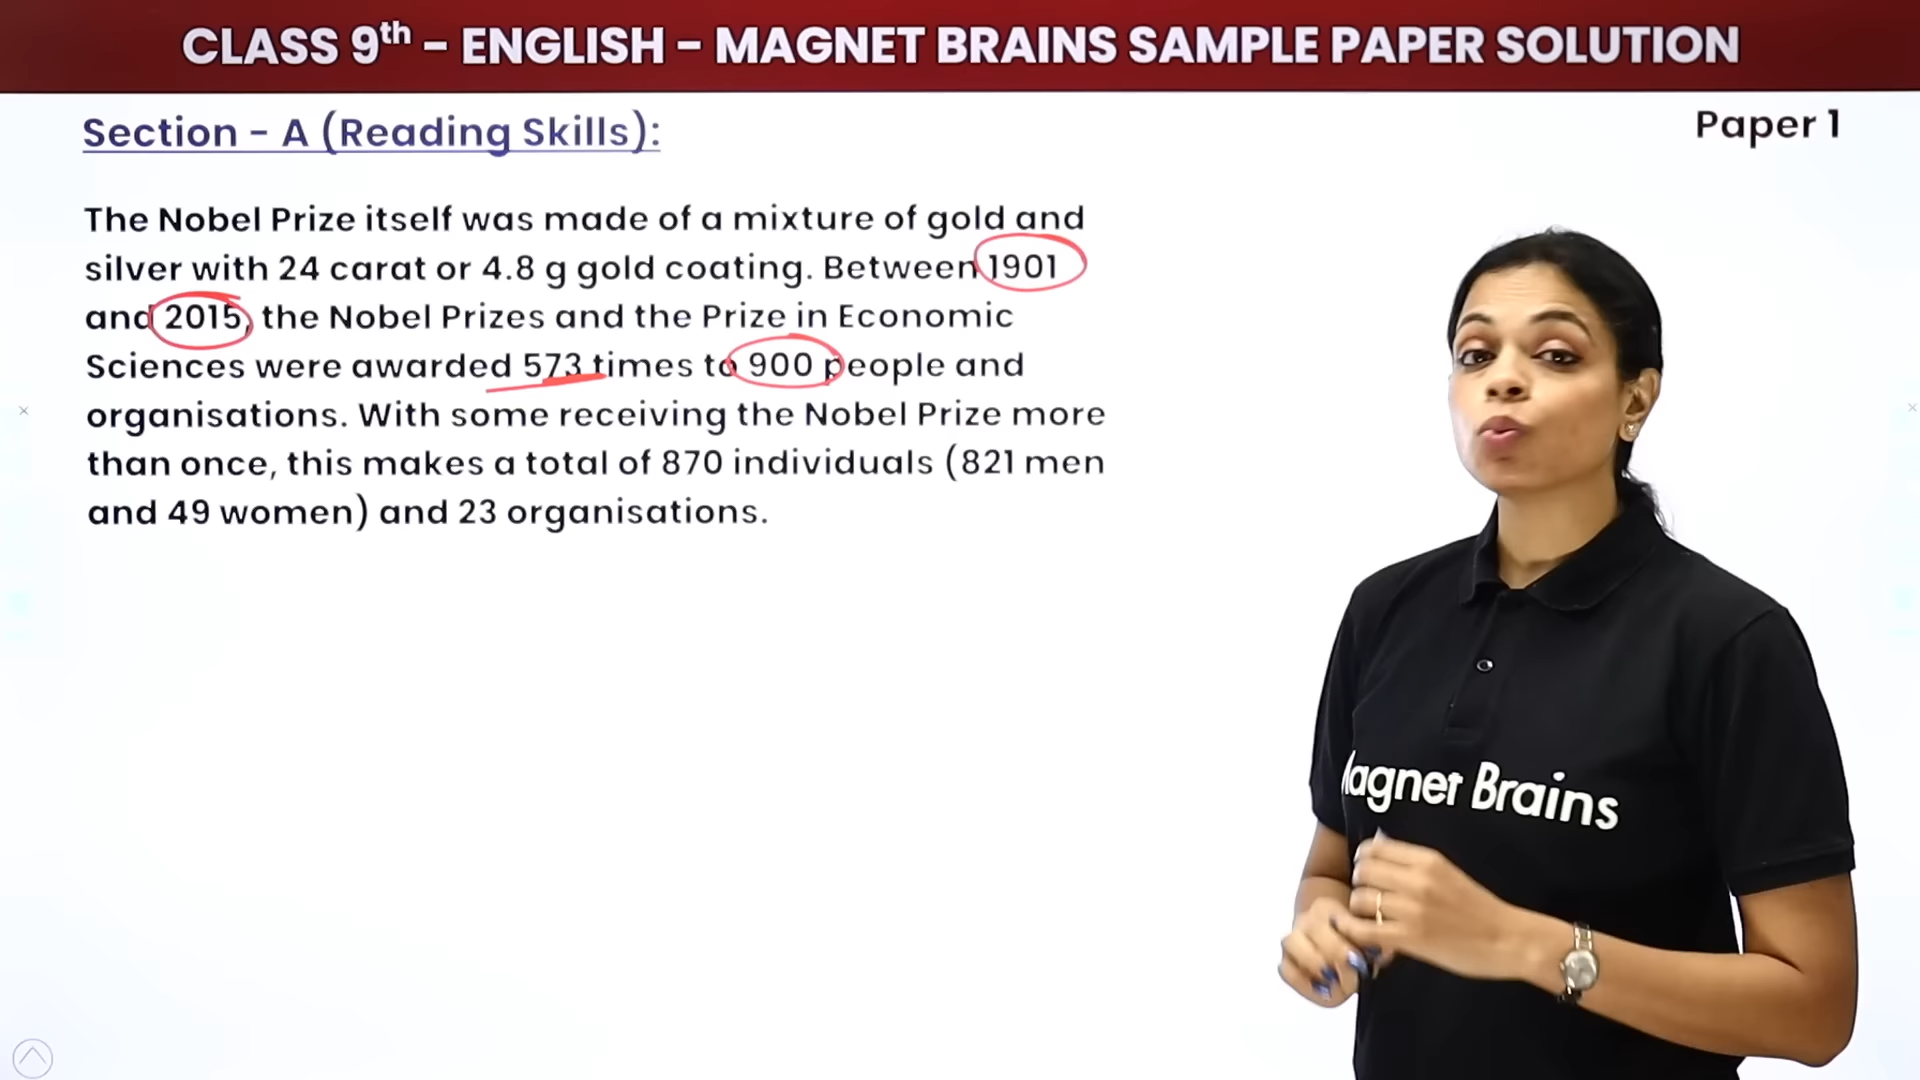 CLASS 9th – ENGLISH – MAGNET BRAINS SAMPLE PAPER SOLUTION
Section - A (Reading Skills):
Paper 1
The Nobel Prize itself was made of a mixture of gold and
silver with 24 carat or 4.8 g gold coating. Between 1901
and 2015, the Nobel Prizes and the Prize in Economic
Sciences were awarded 573 times to 900 people and
organisations. With some receiving the Nobel Prize more
than once, this makes a total of 870 individuals (821 men
and 49 women) and 23 organisations.
Magnet Brains